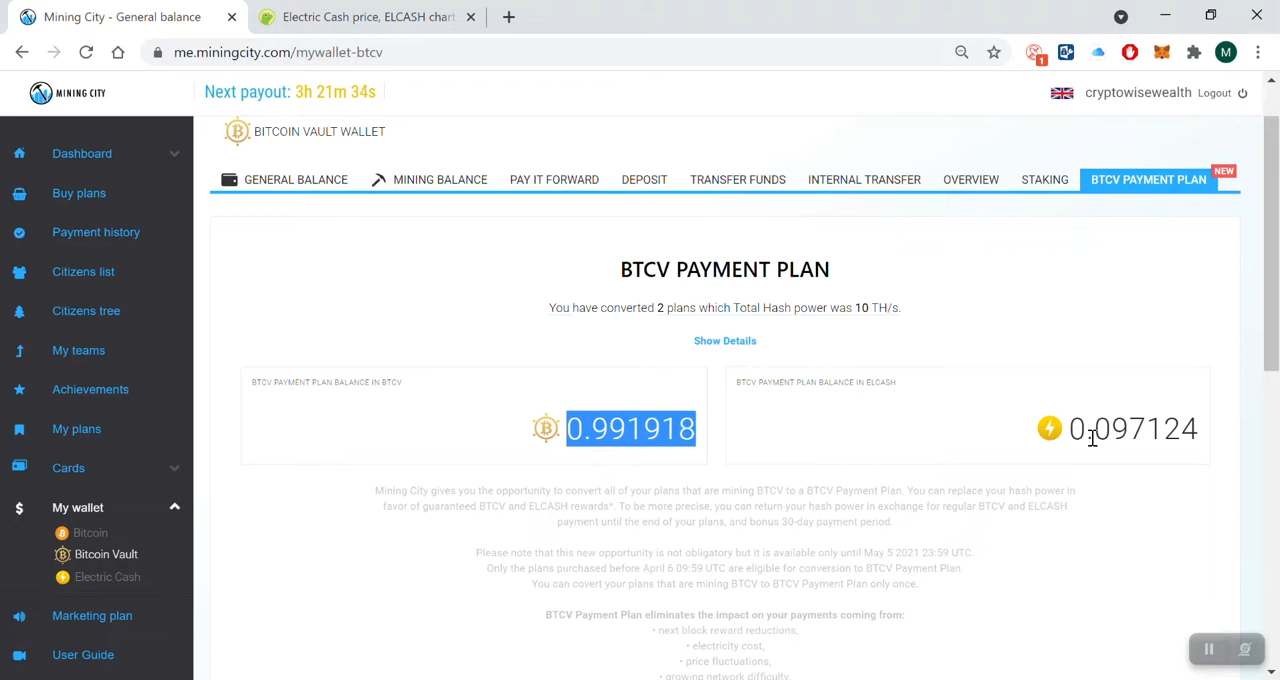 Mining City - General balance
Electric Cash price, ELCASH chart
me.miningcity.com/mywallet-btcv
1
M
MINING CITY
Next payout: 3h 21m 34s
cryptowisewealth Logout
BITCOIN VAULT WALLET
GENERAL BALANCE MINING BALANCE PAY IT FORWARD DEPOSIT TRANSFER FUNDS INTERNAL TRANSFER OVERVIEW STAKING BTCV PAYMENT PLAN NEW
Dashboard
Buy plans
Payment history
Citizens list
Citizens tree
My teams
Achievements
My plans
Cards
My wallet
Bitcoin
Bitcoin Vault
Electric Cash
Marketing plan
User Guide
BTCV PAYMENT PLAN
You have converted 2 plans which Total Hash power was 10 TH/s.
Show Details
BTCV PAYMENT PLAN BALANCE IN BTCV
0.991918
BTCV PAYMENT PLAN BALANCE IN ELCASH
0.097124
Mining City gives you the opportunity to convert all of your plans that are mining BTCV to a BTCV Payment Plan. You can replace your hash power in
favor of guaranteed BTCV and ELCASH rewards*. To be more precise, you can return your hash power in exchange for regular BTCV and ELCASH
payment until the end of your plans, and bonus 30-day payment period.
Please note that this new opportunity is not obligatory but it is available only until May 5 2021 23:59 UTC.
Only the plans purchased before April 6 09:59 UTC are eligible for conversion to BTCV Payment Plan.
You can covert your plans that are mining BTCV to BTCV Payment Plan only once.
BTCV Payment Plan eliminates the impact on your payments coming from:
• next block reward reductions,
• electricity cost,
• price fluctuations,
• growing network difficulty.